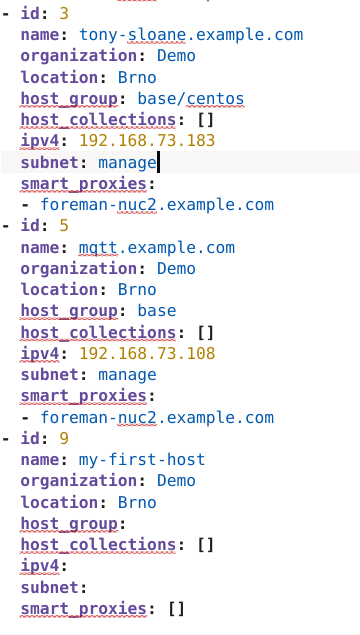 - id: 3
  name: tony-sloane.example.com
  organization: Demo
  location: Brno
  host_group: base/centos
  host_collections: []
  ipv4: 192.168.73.183
  subnet: manage
  smart_proxies:
  - foreman-nuc2.example.com
- id: 5
  name: mqtt.example.com
  organization: Demo
  location: Brno
  host_group: base
  host_collections: []
  ipv4: 192.168.73.108
  subnet: manage
  smart_proxies:
  - foreman-nuc2.example.com
- id: 9
  name: my-first-host
  organization: Demo
  location: Brno
  host_group:
  host_collections: []
  ipv4:
  subnet:
  smart_proxies: []